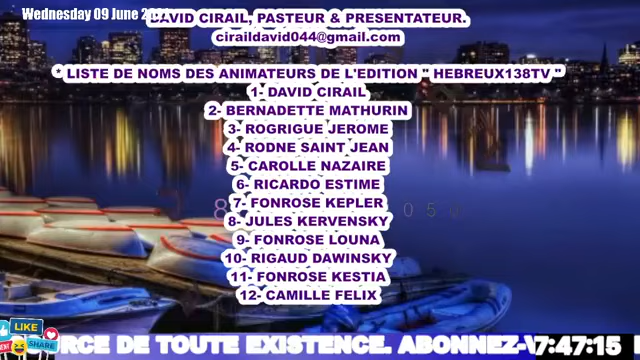 Wednesday 09 June
DAVID CIRAIL, PASTEUR & PRESENTATEUR.
ciraildavid044@gmail.com
* LISTE DE NOMS DES ANIMATEURS DE L'EDITION " HEBREUX138TV "
1- DAVID CIRAIL
2- BERNADETTE MATHURIN
3- ROGRIGUE JEROME
4- RODNE SAINT JEAN
5- CAROLLE NAZAIRE
6- RICARDO ESTIME
7- FONROSE KEPLER
8- JULES KERVENSKY
9- FONROSE LOUNA
10- RIGAUD DAWINSKY
11- FONROSE KESTIA
12- CAMILLE FELIX
LIKE
SHARE
DE TOUTE EXISTENCE. ABONNEZ-V
7:47:15